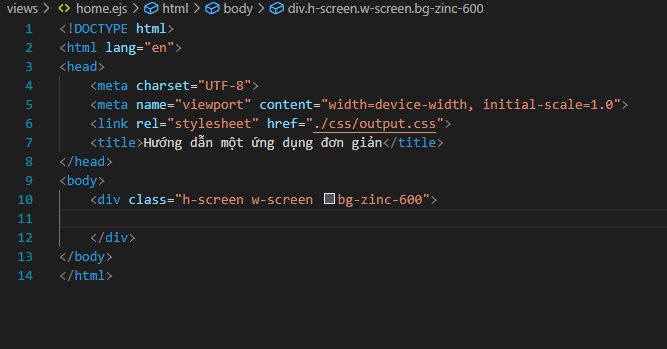 views > home.ejs > html > body > div.h-screen.w-screen.bg-zinc-600
1 <!DOCTYPE html>
2 <html lang="en">
3 <head>
4 <meta charset="UTF-8">
5 <meta name="viewport" content="width=device-width, initial-scale=1.0">
6 <link rel="stylesheet" href="./css/output.css">
7 <title>Hướng dẫn một ứng dụng đơn giản</title>
8 </head>
9 <body>
10 <div class="h-screen w-screen bg-zinc-600">
11
12 </div>
13 </body>
14 </html>